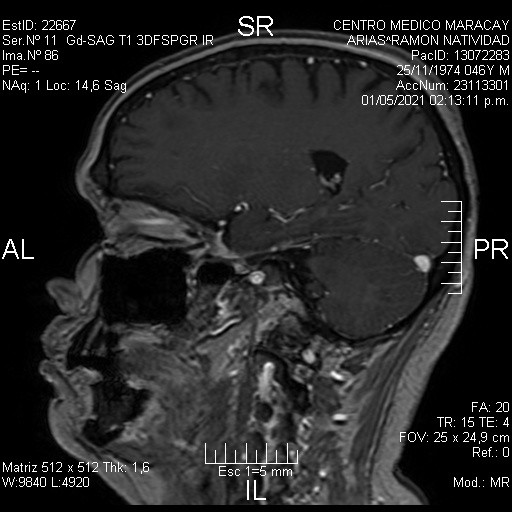 EstID: 22667
Ser.Nº 11 Gd-SAG T1 3DFSPGR IR
Ima.Nº 86
PE= --
NAq: 1 Loc: 14,6 Sag
SR
CENTRO MEDICO MARACAY
ARIAS^RAMON NATIVIDAD
PacID: 13072283
25/11/1974 046Y M
AccNum: 23113301
01/05/2021 02:13:11 p.m.
AL
PR
FA: 20
TR: 15 TE: 4
FOV: 25 x 24,9 cm
Ref.: 0
Mod.: MR
Matriz 512 x 512 Thk: 1,6
W:9840 L:4920
Esc 1=5 mm
IL